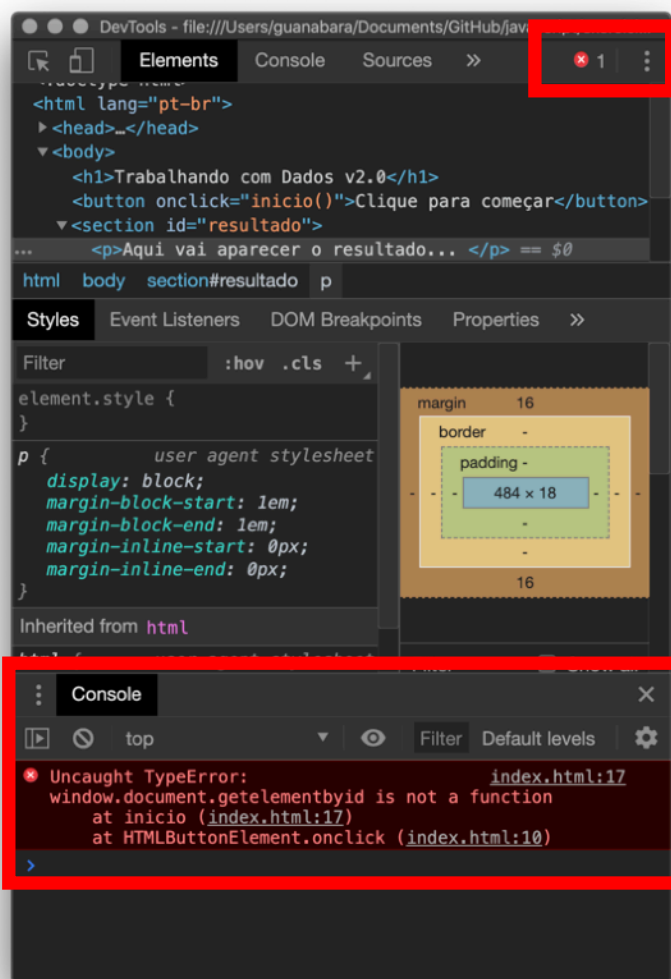 DevTools - file:///Users/guanabara/Documents/GitHub/java
Elements Console Sources » 1
<html lang="pt-br">
<head>…</head>
<body>
<h1>Trabalhando com Dados v2.0</h1>
<button onclick="inicio()">Clique para começar</button>
<section id="resultado">
... <p>Aqui vai aparecer o resultado... </p> == $0
html body section#resultado p
Styles Event Listeners DOM Breakpoints Properties »
Filter :hov .cls +
element.style {
}
p { user agent stylesheet
display: block;
margin-block-start: 1em;
margin-block-end: 1em;
margin-inline-start: 0px;
margin-inline-end: 0px;
}
Inherited from html
margin 16
border -
padding -
- - - 484 × 18 - - -
-
-
16
Console ×
top Filter Default levels
Uncaught TypeError: index.html:17
window.document.getelementbyid is not a function
at inicio (index.html:17)
at HTMLButtonElement.onclick (index.html:10)
>